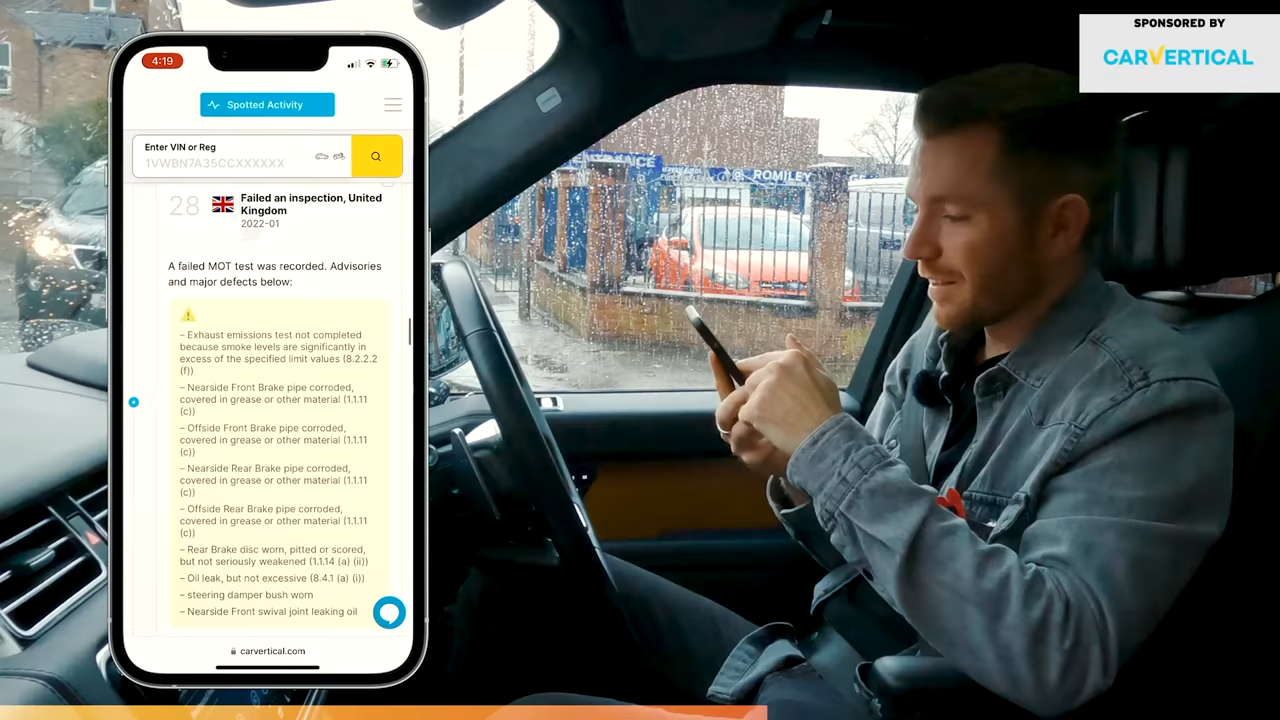 SPONSORED BY
CARVERTICAL
4:19
Spotted Activity
Enter VIN or Reg
1VWBN7A35CCXXXXXX
28
Failed an inspection, United
Kingdom
2022-01
A failed MOT test was recorded. Advisories
and major defects below:
– Exhaust emissions test not completed
because smoke levels are significantly in
excess of the specified limit values (8.2.2.2
(f))
– Nearside Front Brake pipe corroded,
covered in grease or other material (1.1.11
(c))
– Offside Front Brake pipe corroded,
covered in grease or other material (1.1.11
(c))
– Nearside Rear Brake pipe corroded,
covered in grease or other material (1.1.11
(c))
– Offside Rear Brake pipe corroded,
covered in grease or other material (1.1.11
(c))
– Rear Brake disc worn, pitted or scored,
but not seriously weakened (1.1.14 (a) (ii))
– Oil leak, but not excessive (8.4.1 (a) (i))
– steering damper bush worn
– Nearside Front swival joint leaking oil
carvertical.com
ENTRANCE
ROMILEY